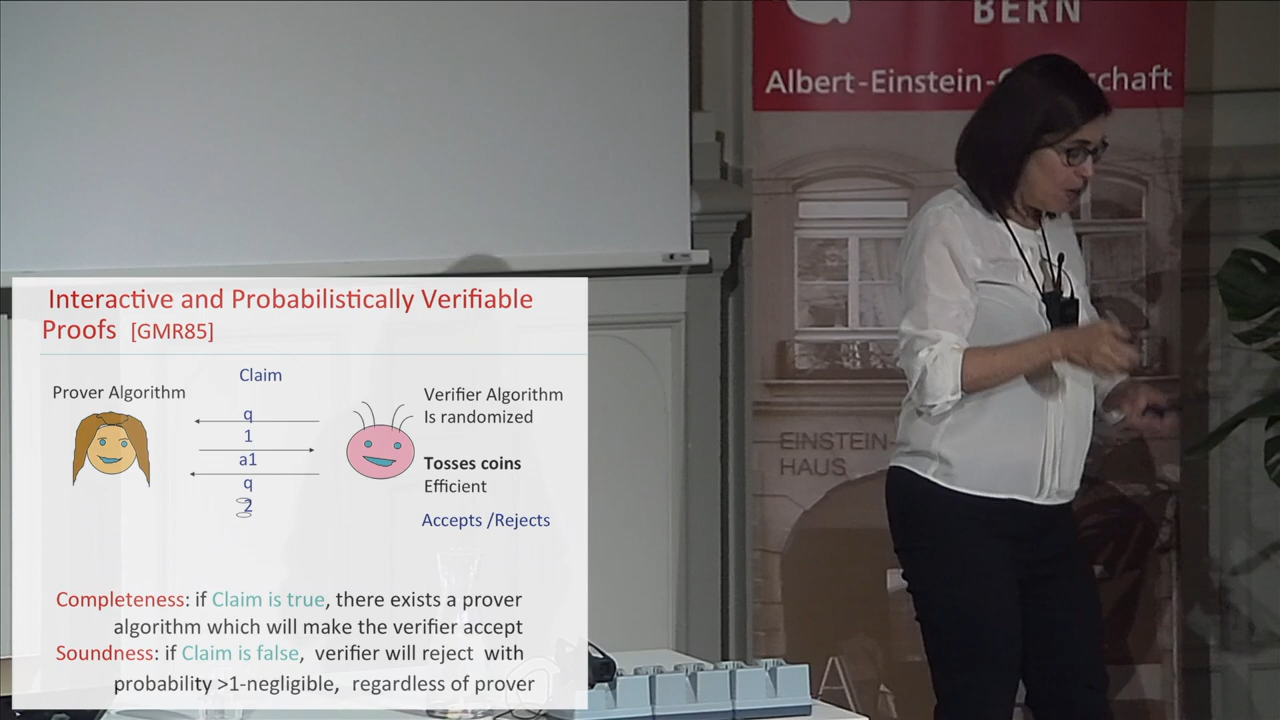 BERN
Albert-Einstein-G schaft
EINSTEIN-
HAUS
Interactive and Probabilistically Verifiable
Proofs [GMR85]
Claim
Prover Algorithm
Verifier Algorithm
Is randomized
q
1
a1
q
2
Tosses coins
Efficient
Accepts /Rejects
Completeness: if Claim is true, there exists a prover
algorithm which will make the verifier accept
Soundness: if Claim is false, verifier will reject with
probability >1-negligible, regardless of prover